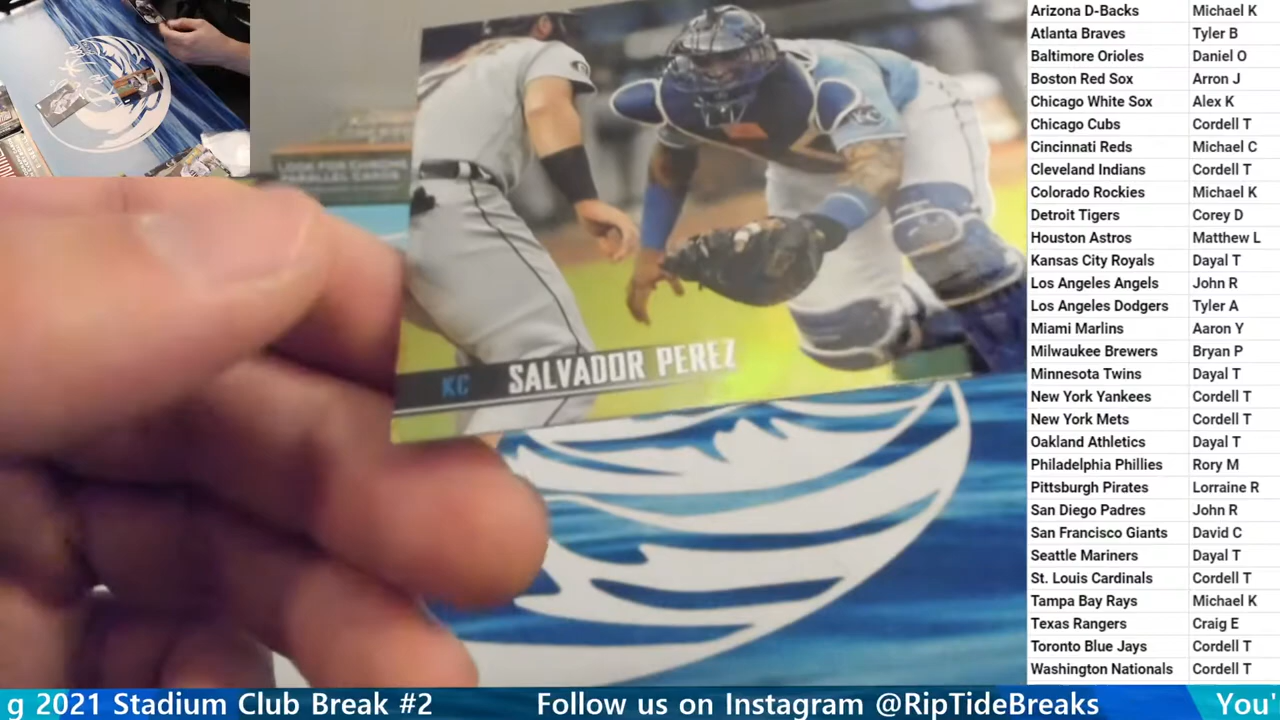 LOOK FOR CHROME
PARALLEL CARDS
KC
KC SALVADOR PEREZ
Arizona D-Backs Michael K
Atlanta Braves Tyler B
Baltimore Orioles Daniel O
Boston Red Sox Arron J
Chicago White Sox Alex K
Chicago Cubs Cordell T
Cincinnati Reds Michael C
Cleveland Indians Cordell T
Colorado Rockies Michael K
Detroit Tigers Corey D
Houston Astros Matthew L
Kansas City Royals Dayal T
Los Angeles Angels John R
Los Angeles Dodgers Tyler A
Miami Marlins Aaron Y
Milwaukee Brewers Bryan P
Minnesota Twins Dayal T
New York Yankees Cordell T
New York Mets Cordell T
Oakland Athletics Dayal T
Philadelphia Phillies Rory M
Pittsburgh Pirates Lorraine R
San Diego Padres John R
San Francisco Giants David C
Seattle Mariners Dayal T
St. Louis Cardinals Cordell T
Tampa Bay Rays Michael K
Texas Rangers Craig E
Toronto Blue Jays Cordell T
Washington Nationals Cordell T
g 2021 Stadium Club Break #2 Follow us on Instagram @RipTideBreaks You'